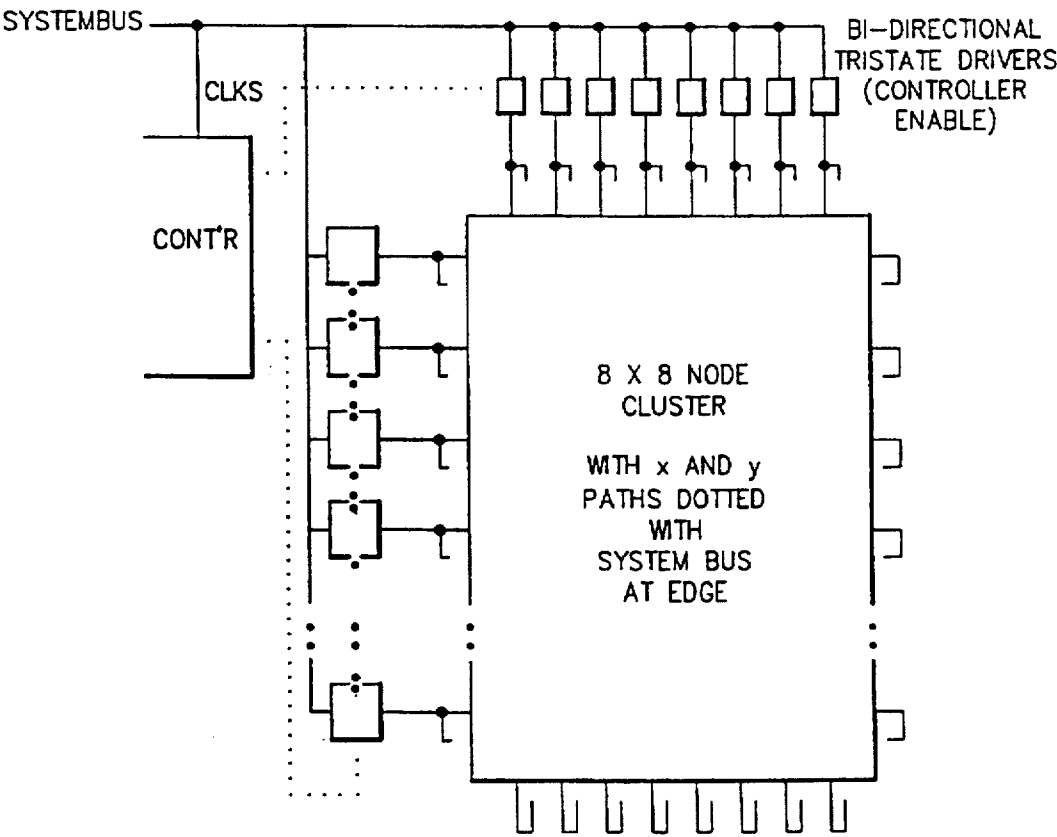 SYSTEMBUS
BI-DIRECTIONAL
TRISTATE DRIVERS
(CONTROLLER
ENABLE)
CLKS
CONT'R
8 X 8 NODE
CLUSTER
WITH x AND y
PATHS DOTTED
WITH
SYSTEM BUS
AT EDGE